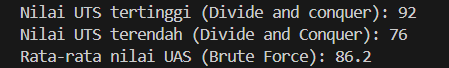 Nilai UTS tertinggi (Divide and conquer): 92
Nilai UTS terendah (Divide and Conquer): 76
Rata-rata nilai UAS (Brute Force): 86.2